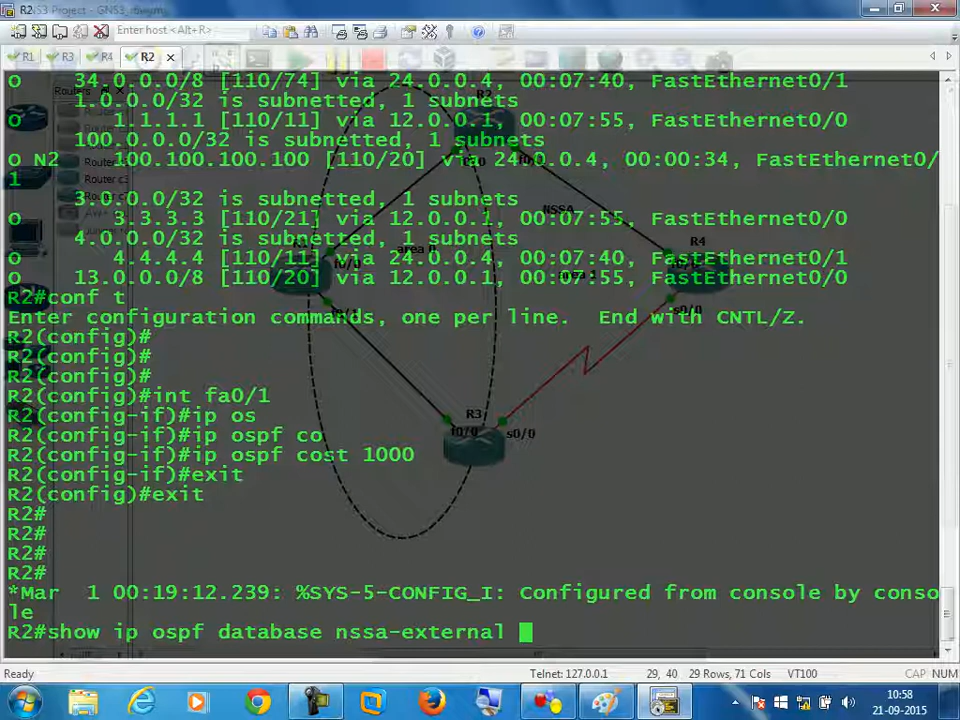 R2
GNS3 Project - GNS3_
Enter host <Alt+R>
R1
R3
R4
R2
O    34.0.0.0/8 [110/74] via 24.0.0.4, 00:07:40, FastEthernet0/1
     1.0.0.0/32 is subnetted, 1 subnets
O       1.1.1.1 [110/11] via 12.0.0.1, 00:07:55, FastEthernet0/0
     100.0.0.0/32 is subnetted, 1 subnets
O N2    100.100.100.100 [110/20] via 24.0.0.4, 00:00:34, FastEthernet0/
1
     3.0.0.0/32 is subnetted, 1 subnets
O       3.3.3.3 [110/21] via 12.0.0.1, 00:07:55, FastEthernet0/0
     4.0.0.0/32 is subnetted, 1 subnets
O       4.4.4.4 [110/11] via 24.0.0.4, 00:07:40, FastEthernet0/1
O    13.0.0.0/8 [110/20] via 12.0.0.1, 00:07:55, FastEthernet0/0
R2#conf t
Enter configuration commands, one per line.  End with CNTL/Z.
R2(config)#
R2(config)#
R2(config)#
R2(config)#int fa0/1
R2(config-if)#ip os
R2(config-if)#ip ospf co
R2(config-if)#ip ospf cost 1000
R2(config-if)#exit
R2(config)#exit
R2#
R2#
R2#
R2#
*Mar  1 00:19:12.239: %SYS-5-CONFIG_I: Configured from console by conso
le
R2#show ip ospf database nssa-external
Routers
Router c
R2
NSSA
R4
area 0
f0/0
s0/0
R3
f0/0
s0/0
Ready
Telnet: 127.0.0.1
29, 40
29 Rows, 71 Cols
VT100
CAP
NUM
10:58
21-09-2015